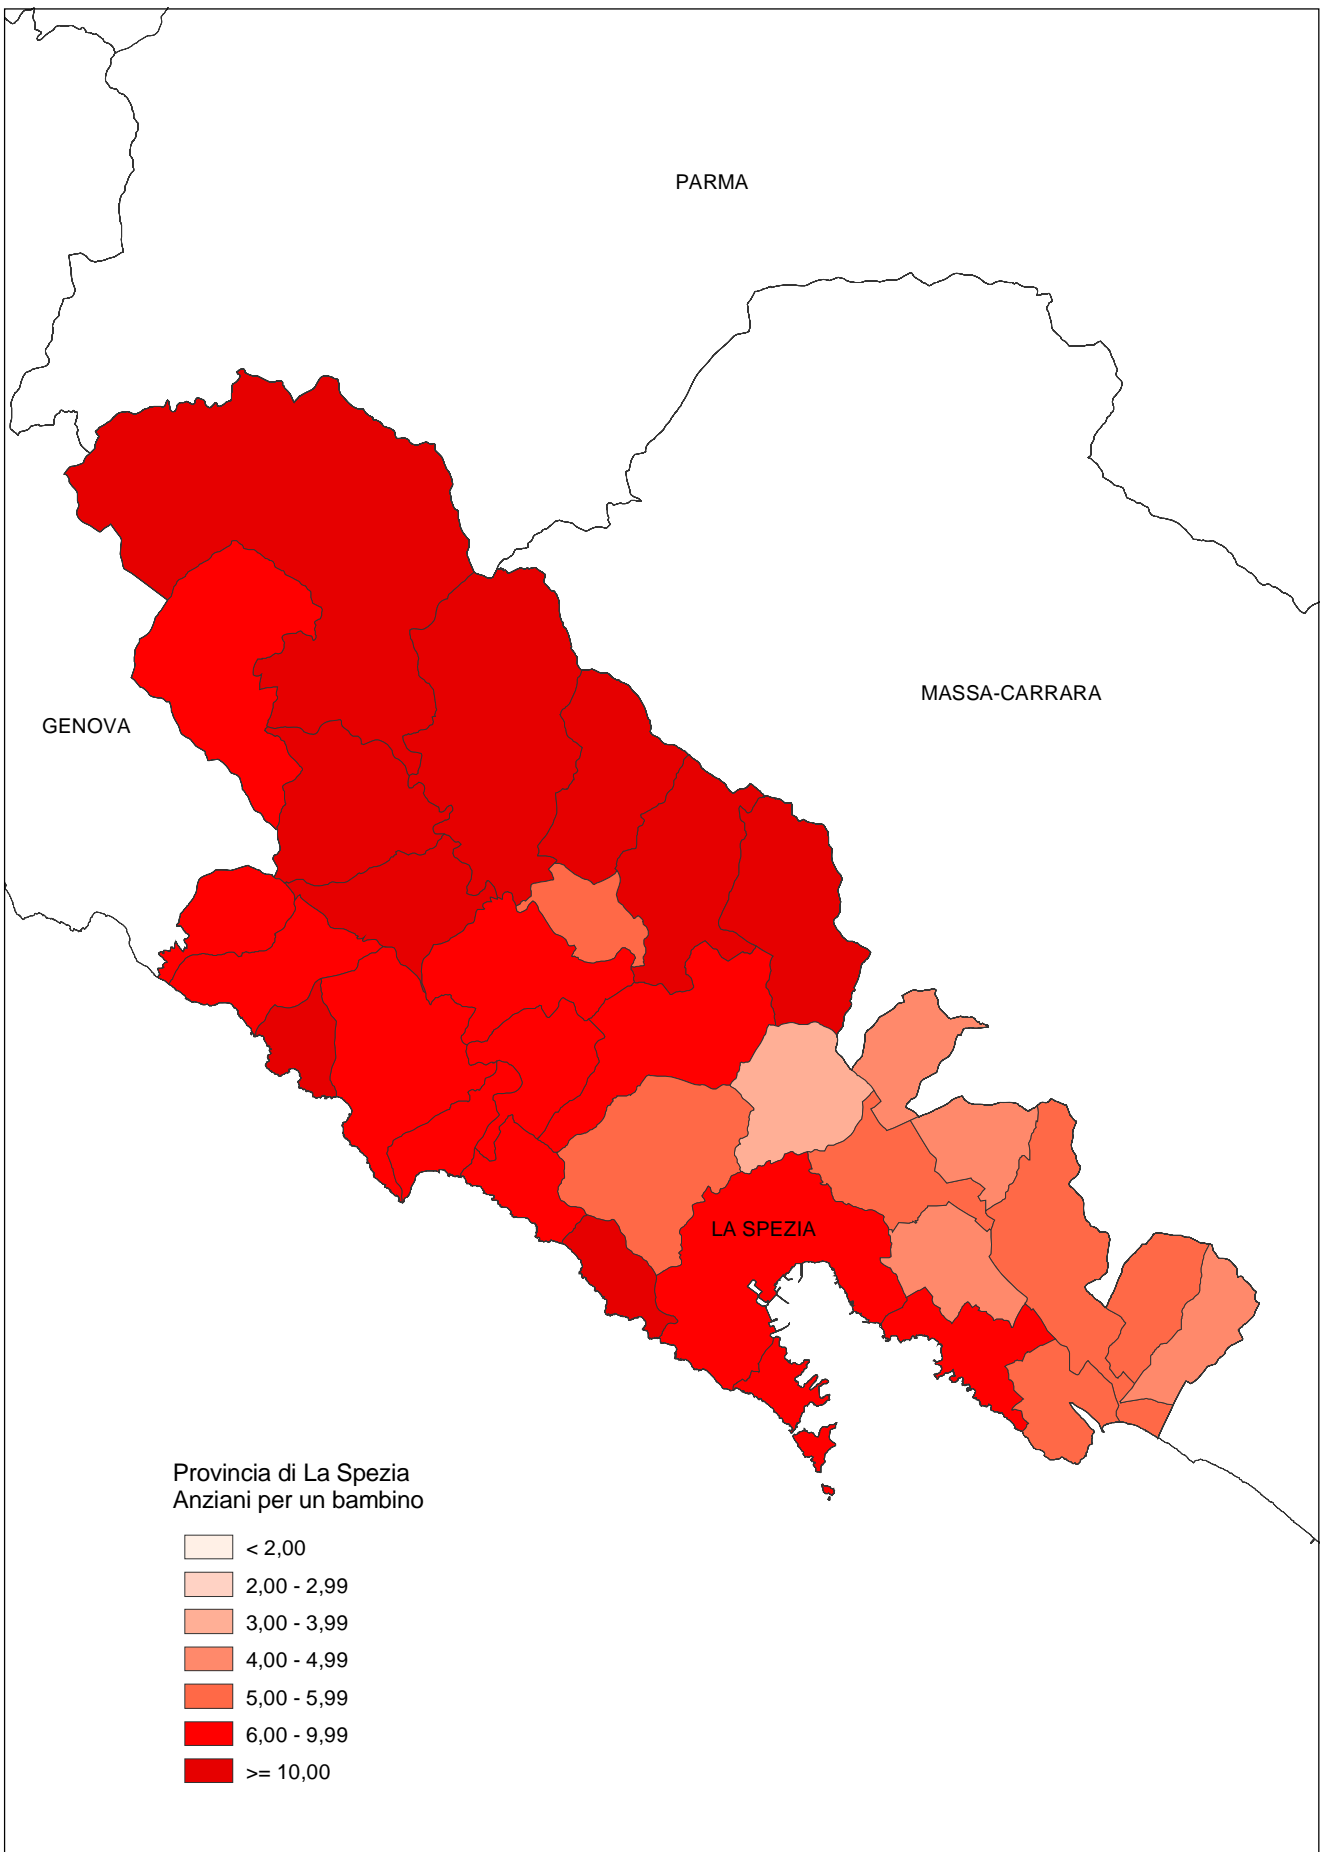 PARMA
MASSA-CARRARA
GENOVA
LA SPEZIA
Provincia di La Spezia
Anziani per un bambino
< 2,00
2,00 - 2,99
3,00 - 3,99
4,00 - 4,99
5,00 - 5,99
6,00 - 9,99
>= 10,00